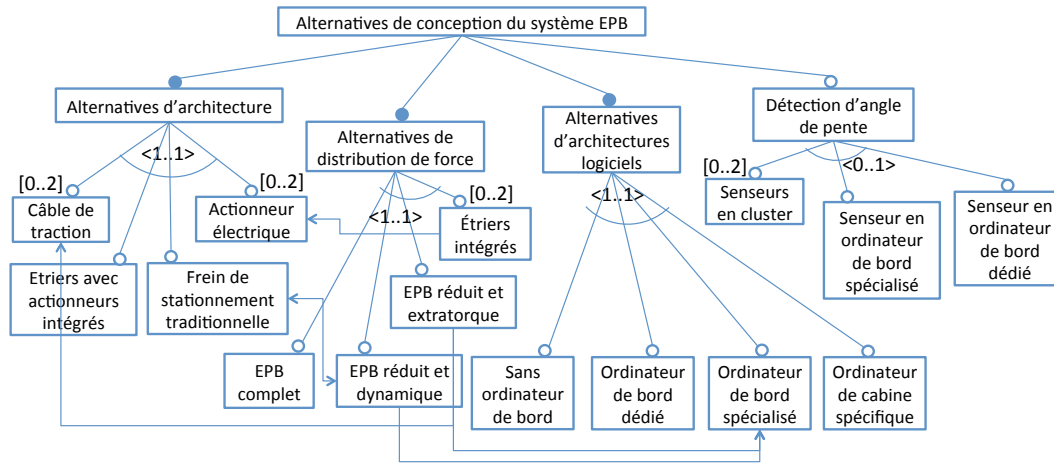 Alternatives de conception du système EPB
Alternatives d'architecture
Alternatives de
distribution de force
Alternatives
d'architectures
logiciels
Détection d'angle
de pente
<1..1>
<1..1>
<1..1>
<0..1>
[0..2]
Câble de
traction
[0..2]
Actionneur
électrique
[0..2]
Étriers
intégrés
[0..2]
Senseurs
en cluster
Senseur en
ordinateur
de bord
spécialisé
Senseur en
ordinateur
de bord
dédié
Etriers avec
actionneurs
intégrés
Frein de
stationnement
traditionnelle
EPB réduit et
extratorque
EPB
complet
EPB réduit et
dynamique
Sans
ordinateur
de bord
Ordinateur
de bord
dédié
Ordinateur
de bord
spécialisé
Ordinateur
de cabine
spécifique